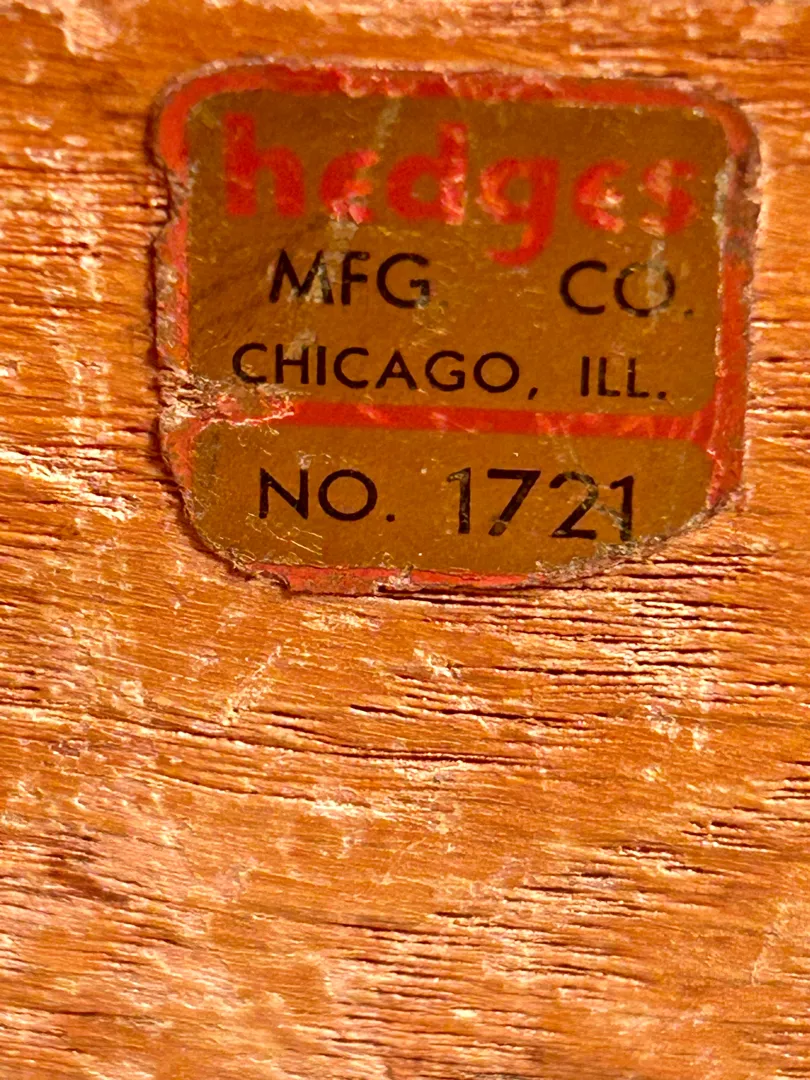 hedges
MFG. CO.
CHICAGO, ILL.
NO. 1721